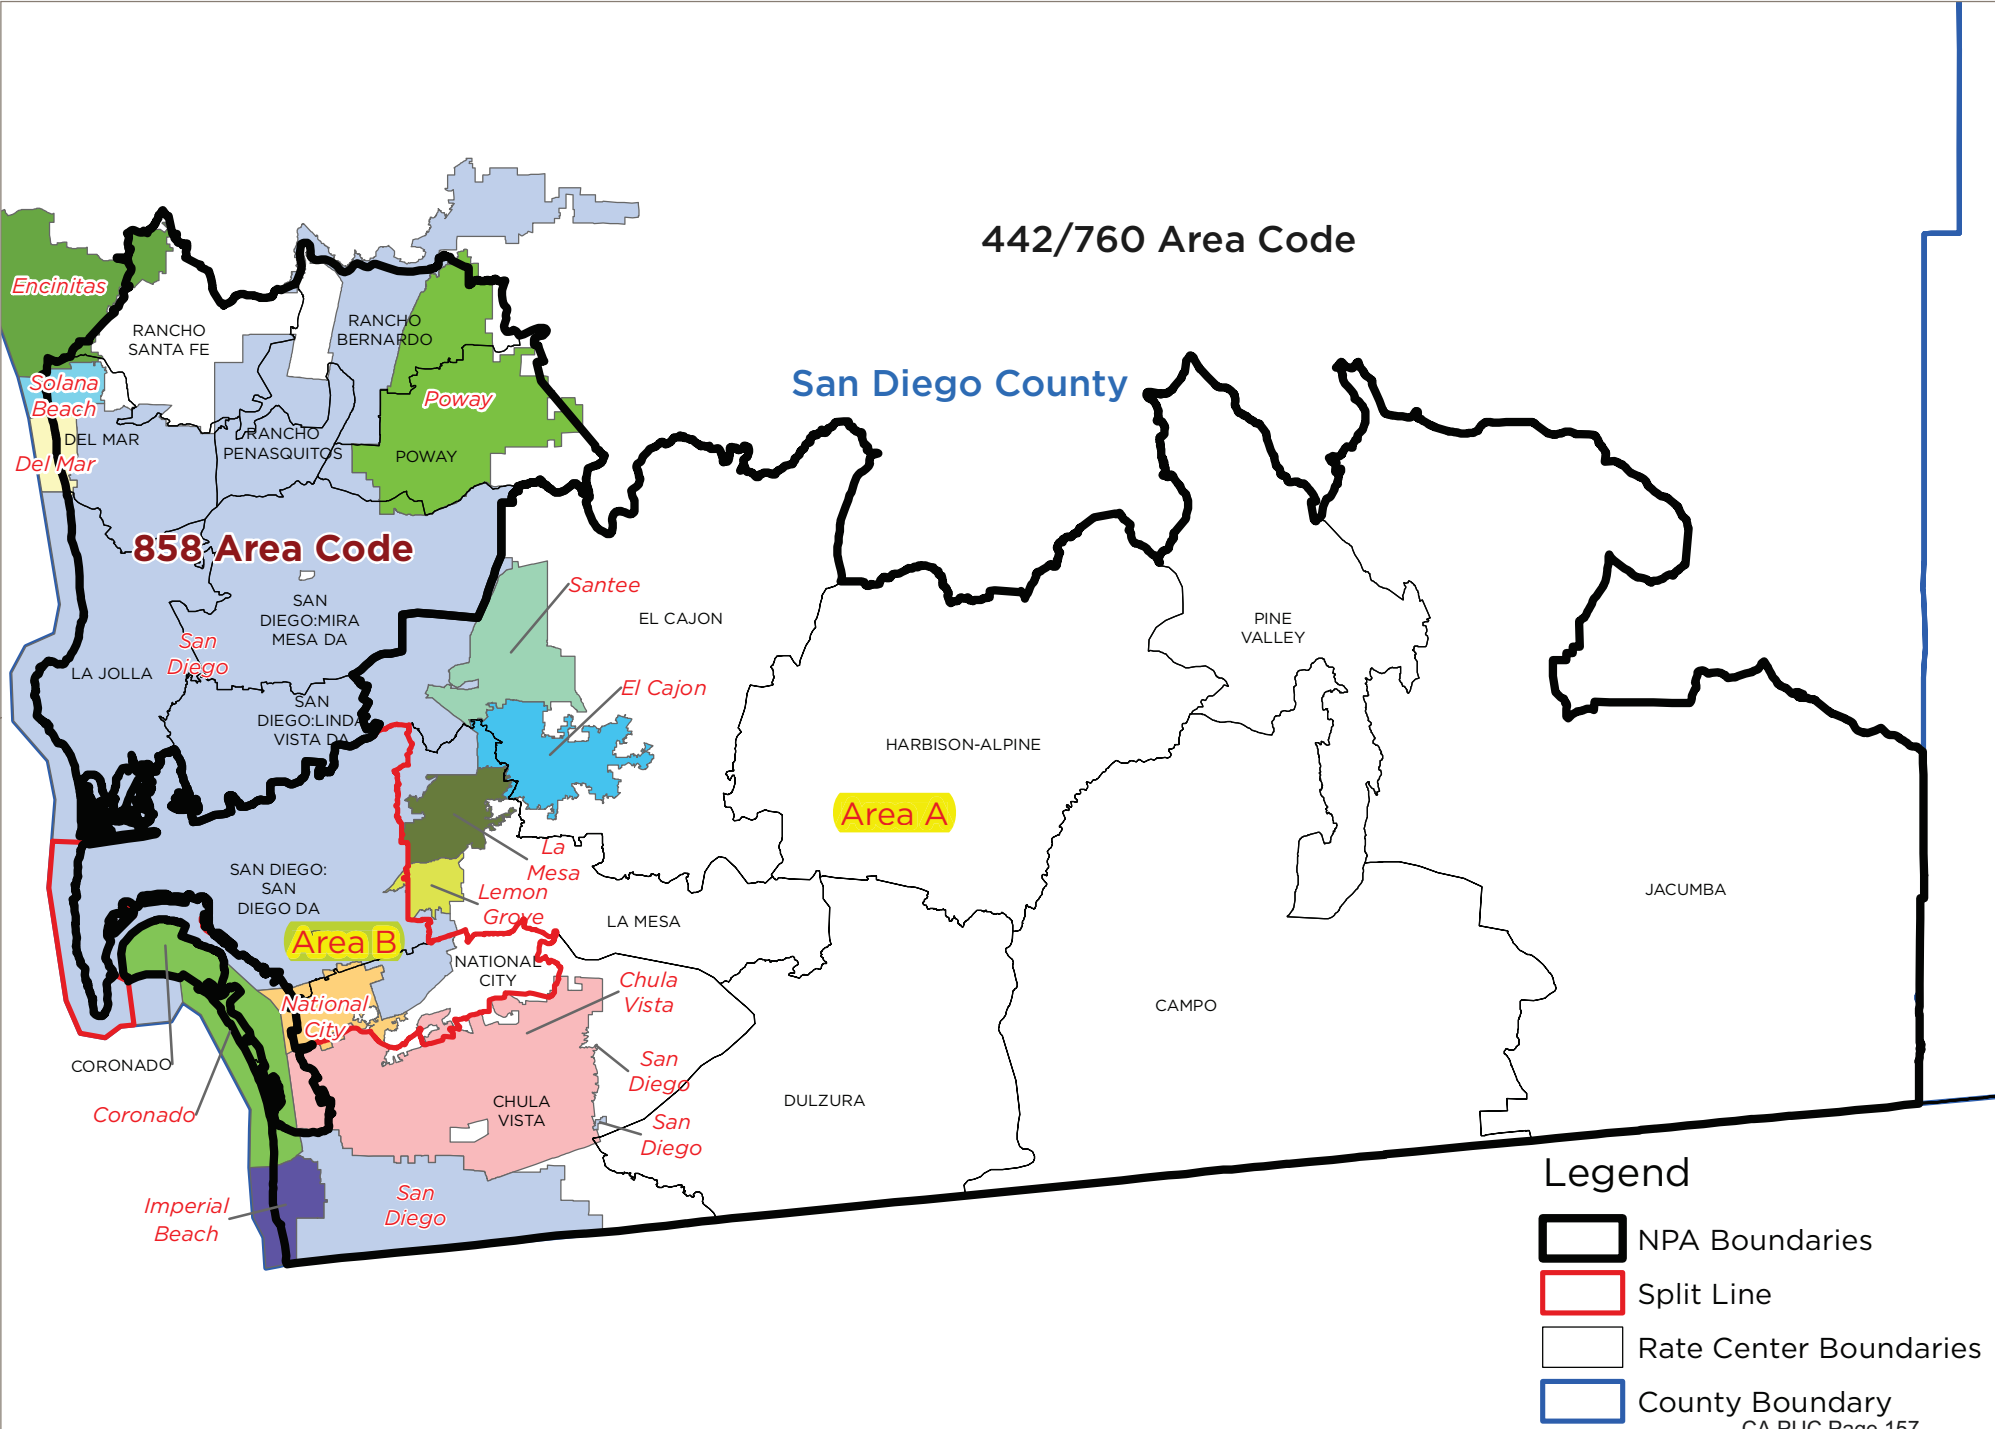 442/760 Area Code
Encinitas
RANCHO
SANTA FE
RANCHO
BERNARDO
San Diego County
Solana
Beach
Poway
DEL MAR
RANCHO
PENASQUITOS
POWAY
Del Mar
858 Area Code
Santee
SAN
DIEGO:MIRA
MESA DA
EL CAJON
PINE
VALLEY
San
Diego
LA JOLLA
El Cajon
SAN
DIEGO:LINDA
VISTA DA
HARBISON-ALPINE
Area A
La
Mesa
SAN DIEGO:
SAN
DIEGO DA
Lemon
Grove
JACUMBA
LA MESA
Area B
NATIONAL
CITY
Chula
Vista
National
City
CAMPO
CORONADO
San
Diego
Coronado
CHULA
VISTA
DULZURA
San
Diego
Imperial
Beach
San
Diego
Legend
NPA Boundaries
Split Line
Rate Center Boundaries
County Boundary
CA PUC Page 157